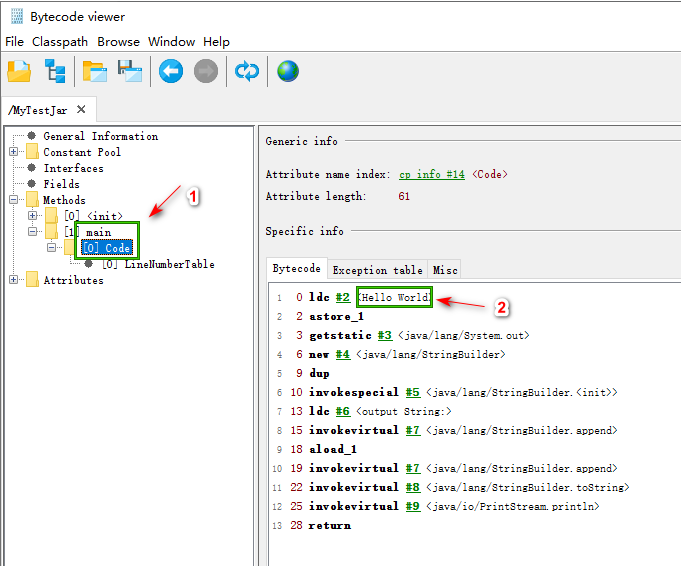 Bytecode viewer
File Classpath Browse Window Help
/MyTestJar ✕
General Information
Constant Pool
Interfaces
Fields
Methods
[0] <init>
[1] main
[0] Code
[0] LineNumberTable
Attributes
1
Generic info
Attribute name index: cp info #14 <Code>
Attribute length: 61
Specific info
Bytecode Exception table Misc
1 0 ldc #2 <Hello World>
2
2 2 astore_1
3 3 getstatic #3 <java/lang/System.out>
4 6 new #4 <java/lang/StringBuilder>
5 9 dup
6 10 invokespecial #5 <java/lang/StringBuilder.<init>>
7 13 ldc #6 <output String:>
8 15 invokevirtual #7 <java/lang/StringBuilder.append>
9 18 aload_1
10 19 invokevirtual #7 <java/lang/StringBuilder.append>
11 22 invokevirtual #8 <java/lang/StringBuilder.toString>
12 25 invokevirtual #9 <java/io/PrintStream.println>
13 28 return